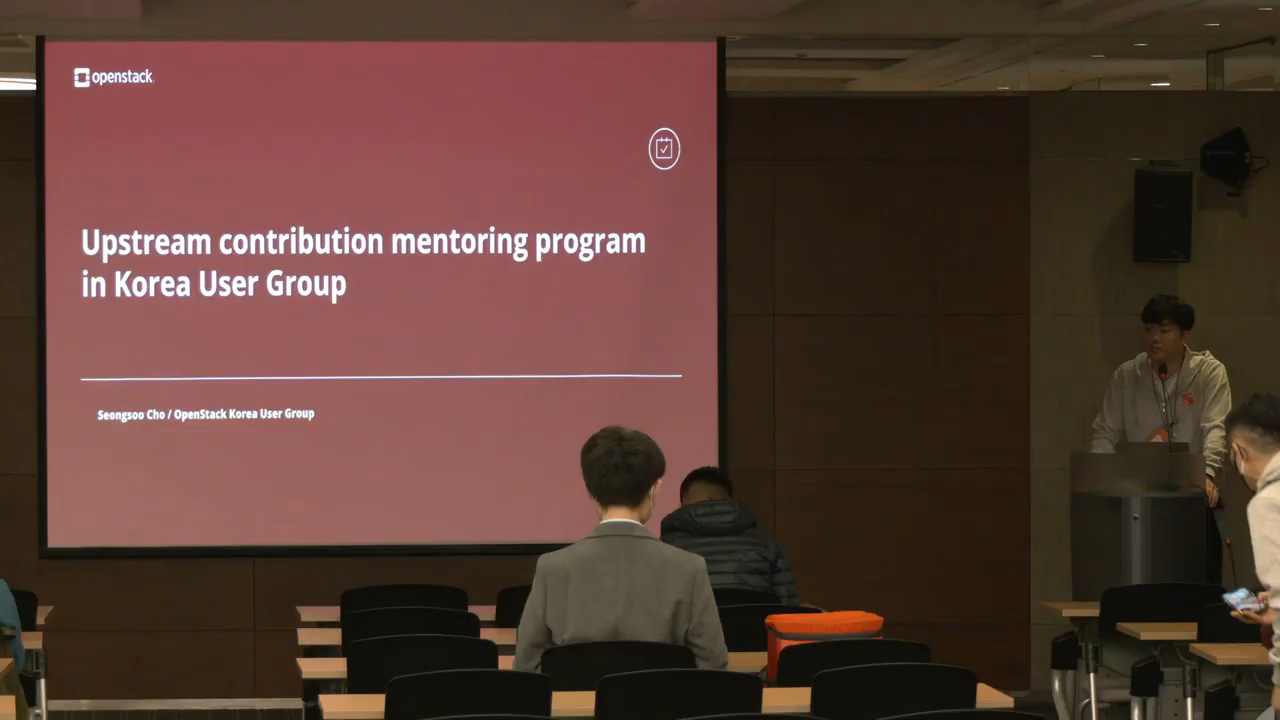 openstack.
Upstream contribution mentoring program
in Korea User Group
Seongsoo Cho / OpenStack Korea User Group